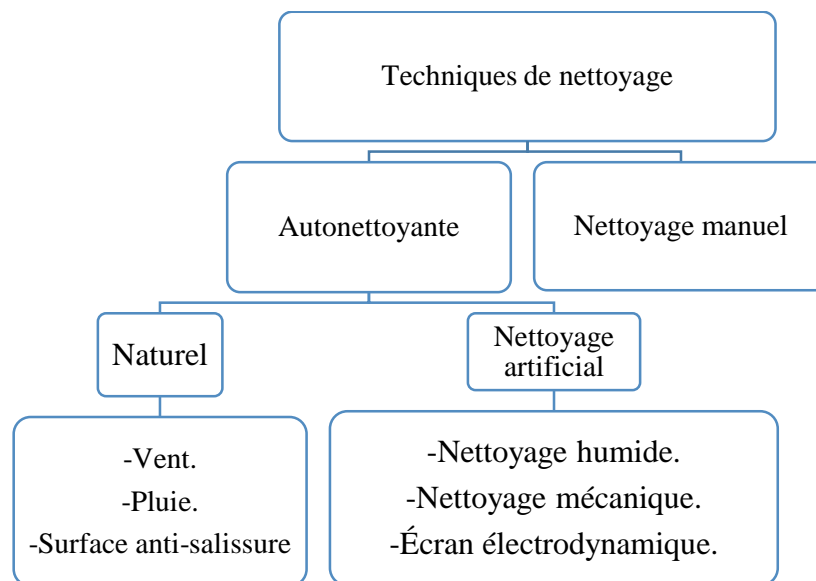 Techniques de nettoyage
Autonettoyante
Nettoyage manuel
Naturel
Nettoyage
artificial
-Vent.
-Pluie.
-Surface anti-salissure
-Nettoyage humide.
-Nettoyage mécanique.
-Écran électrodynamique.